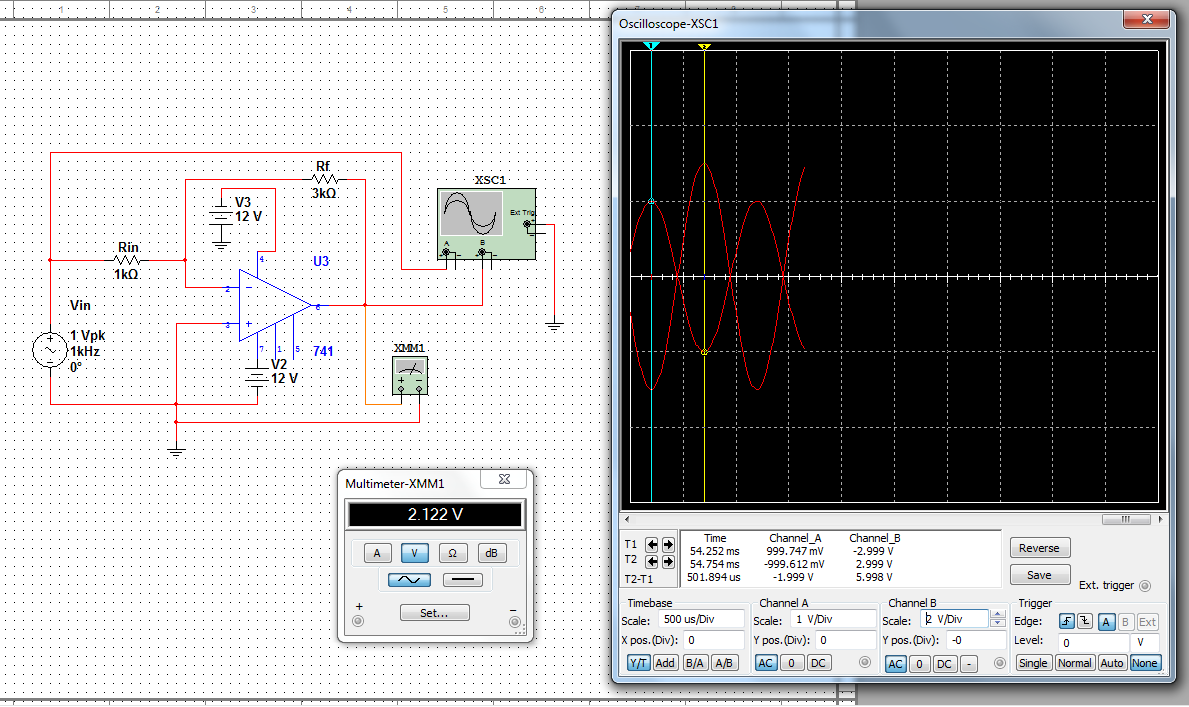 1 2 3 4 5 6
Oscilloscope-XSC1
Rf
3kΩ
V3
12 V
XSC1
Ext Trig
A B
Rin
1kΩ
4
U3
2
3
6
7 1 5
741
Vin
1 Vpk
1kHz
0°
V2
12 V
XMM1
Multimeter-XMM1
2.122 V
A V Ω dB
Set...
+ −
1 2
Time Channel_A Channel_B
T1 54.252 ms 999.747 mV -2.999 V
T2 54.754 ms -999.612 mV 2.999 V
T2-T1 501.894 us -1.999 V 5.998 V
Reverse
Save
Ext. trigger
Timebase
Scale: 500 us/Div
X pos.(Div): 0
Y/T Add B/A A/B
Channel A
Scale: 1 V/Div
Y pos.(Div): 0
AC 0 DC
Channel B
Scale: 2 V/Div
Y pos.(Div): -0
AC 0 DC -
Trigger
Edge: A B Ext
Level: 0 V
Single Normal Auto None